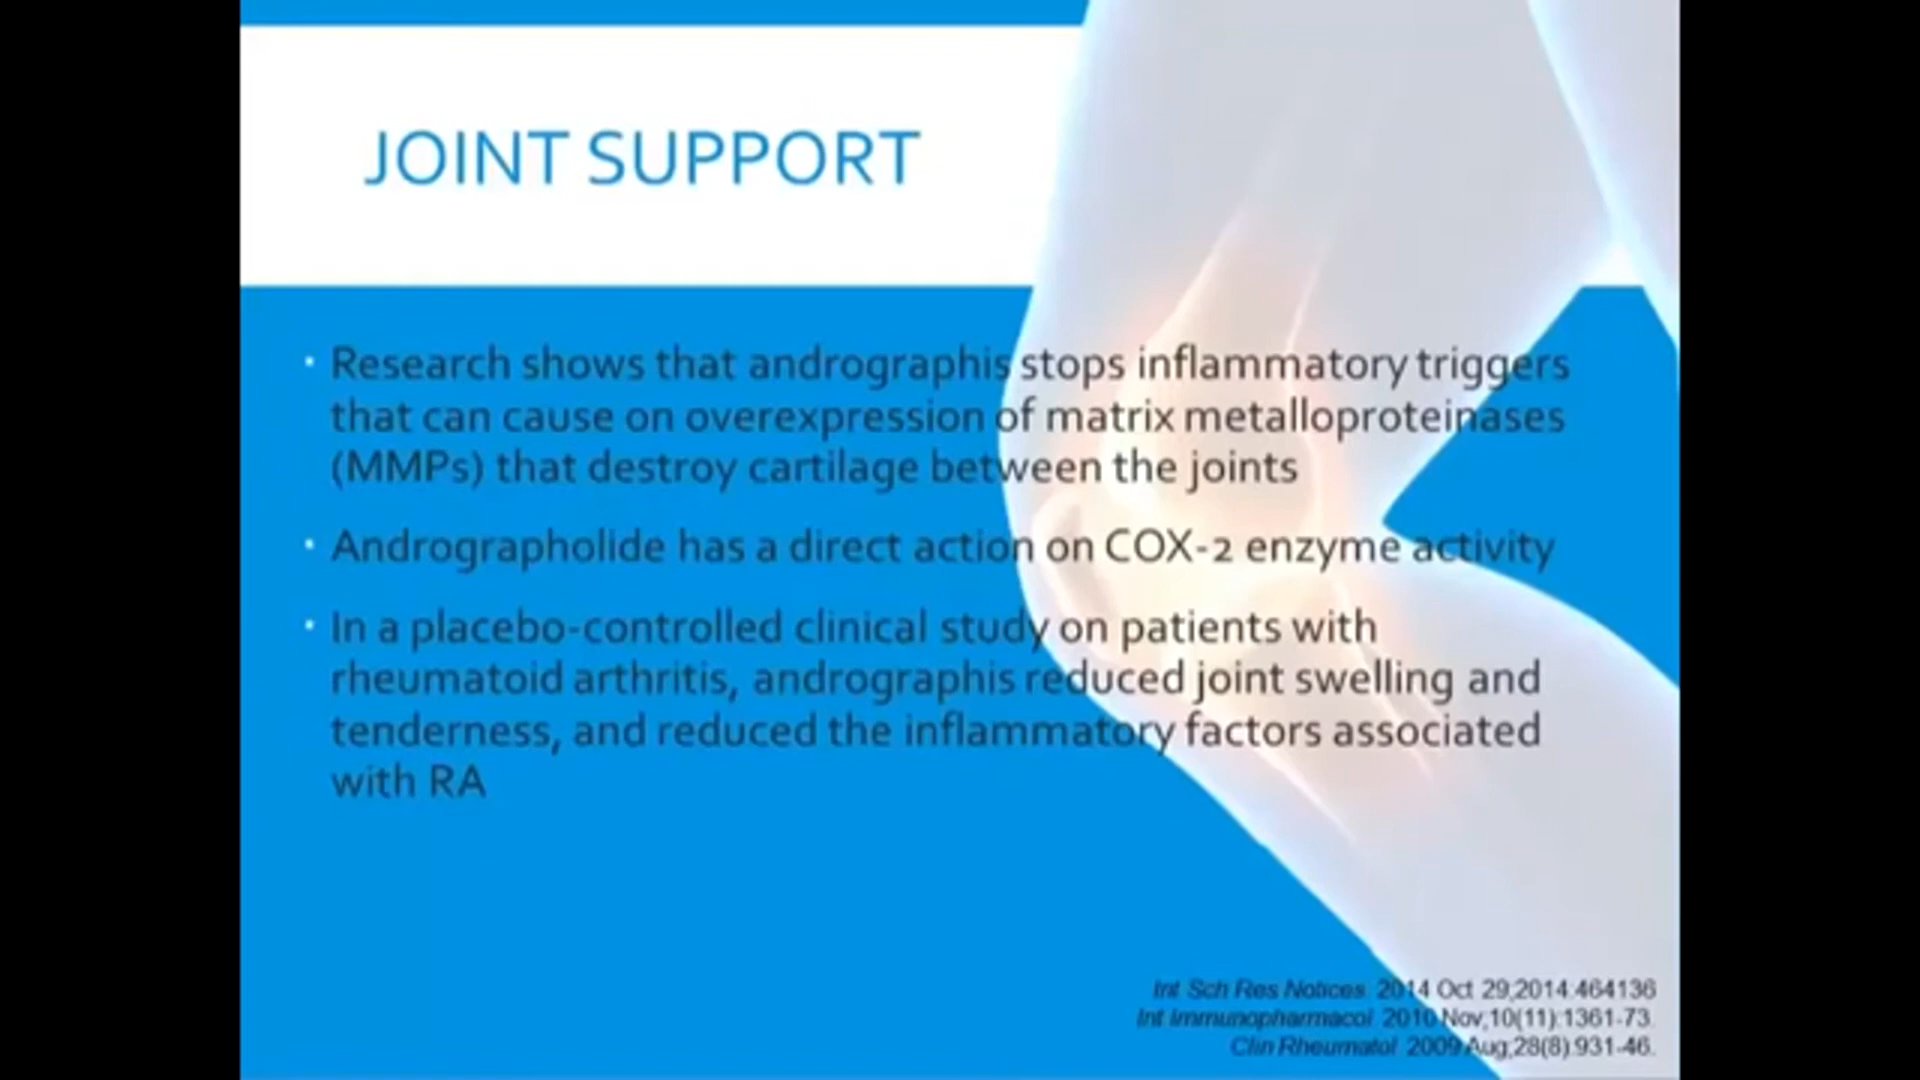 JOINT SUPPORT
· Research shows that andrographis stops inflammatory triggers
that can cause on overexpression of matrix metalloproteinases
(MMPs) that destroy cartilage between the joints
· Andrographolide has a direct action on COX-2 enzyme activity
· In a placebo-controlled clinical study on patients with
rheumatoid arthritis, andrographis reduced joint swelling and
tenderness, and reduced the inflammatory factors associated
with RA
Int Sch Res Notices. 2014 Oct 29;2014:464136
Int Immunopharmacol. 2010 Nov;10(11):1361-73.
Clin Rheumatol. 2009 Aug;28(8):931-46.